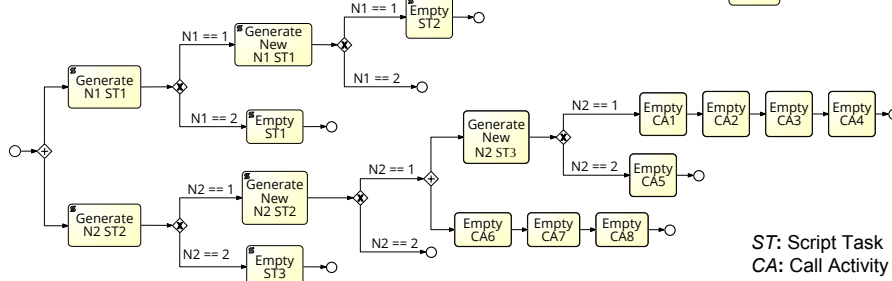 N1 == 1
Empty
ST2
N1 == 1
Generate
New
N1 ST1
N1 == 2
Generate
N1 ST1
N1 == 2
Empty
ST1
Generate
New
N2 ST3
N2 == 1
Empty
CA1
Empty
CA2
Empty
CA3
Empty
CA4
N2 == 2
Empty
CA5
N2 == 1
Generate
N2 ST2
N2 == 1
Generate
New
N2 ST2
N2 == 2
Empty
CA6
Empty
CA7
Empty
CA8
N2 == 2
Empty
ST3
ST: Script Task
CA: Call Activity